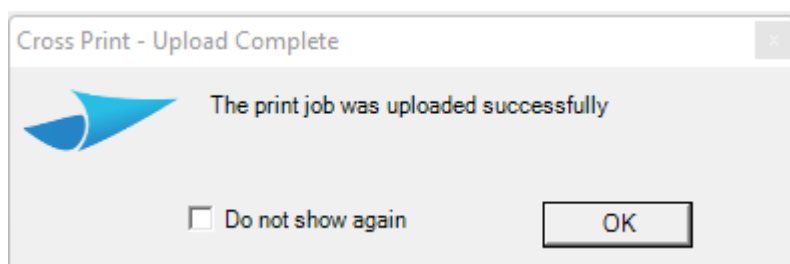 Cross Print - Upload Complete
The print job was uploaded successfully
Do not show again
OK